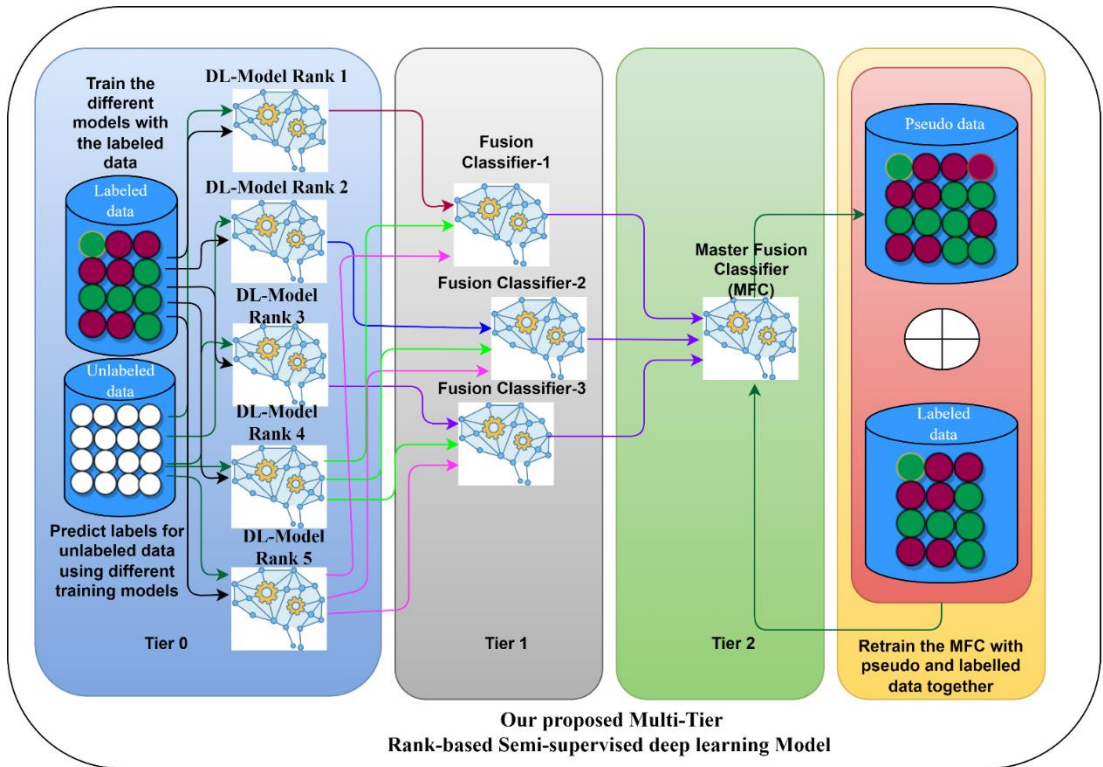 Train the
different
models with
the labeled
data
Labeled
data
Unlabeled
data
Predict labels for
unlabeled data
using different
training models
DL-Model Rank 1
DL-Model Rank 2
DL-Model
Rank 3
DL-Model
Rank 4
DL-Model
Rank 5
Tier 0
Fusion
Classifier-1
Fusion Classifier-2
Fusion Classifier-3
Tier 1
Master Fusion
Classifier
(MFC)
Tier 2
Pseudo data
Labeled
data
Retrain the MFC with
pseudo and labelled
data together
Our proposed Multi-Tier
Rank-based Semi-supervised deep learning Model